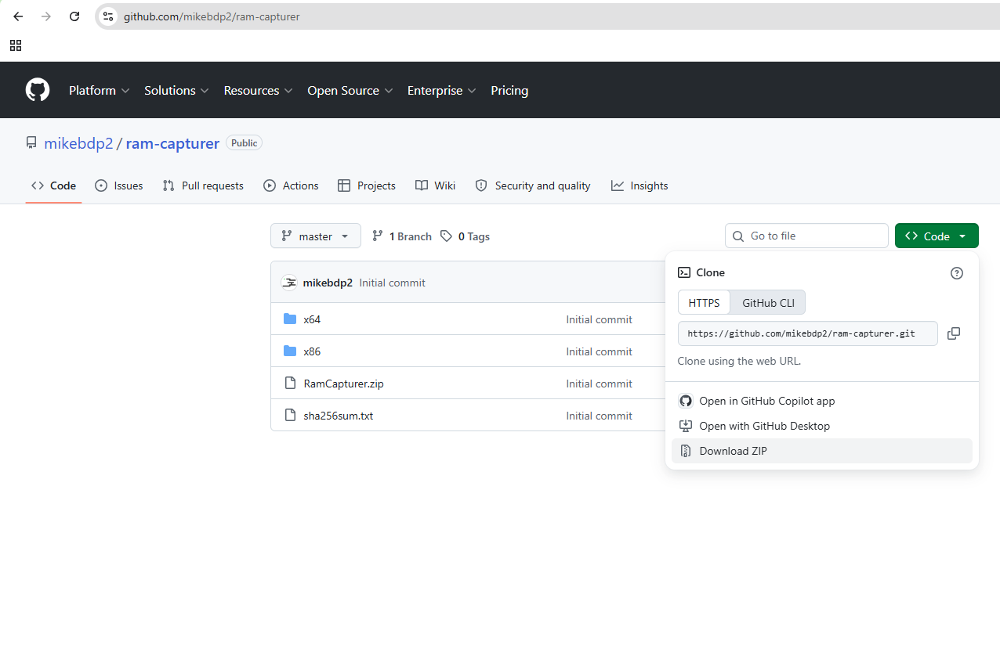 github.com/mikebdp2/ram-capturer
Platform Solutions Resources Open Source Enterprise Pricing
mikebdp2 / ram-capturer Public
Code Issues Pull requests Actions Projects Wiki Security and quality Insights
master 1 Branch 0 Tags Go to file Code
mikebdp2 Initial commit
x64 Initial commit
x86 Initial commit
RamCapturer.zip Initial commit
sha256sum.txt Initial commit
Clone
HTTPS GitHub CLI
https://github.com/mikebdp2/ram-capturer.git
Clone using the web URL.
Open in GitHub Copilot app
Open with GitHub Desktop
Download ZIP